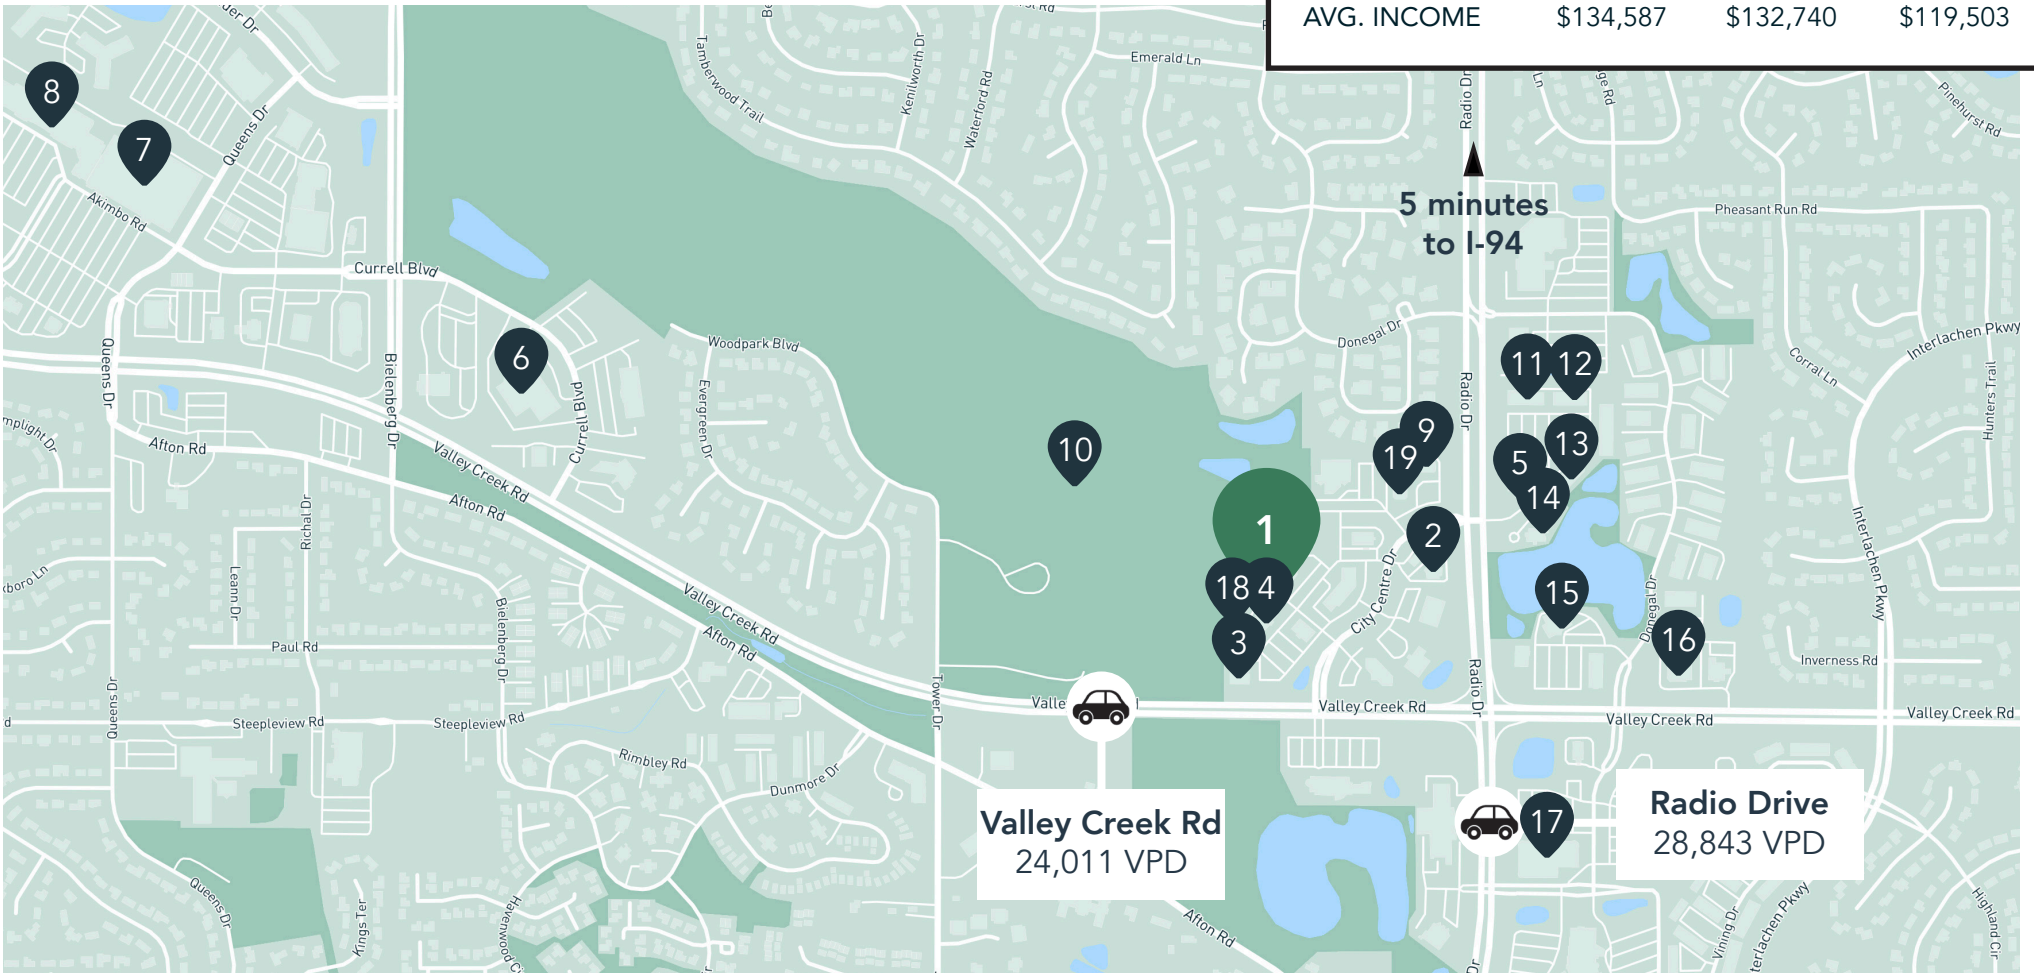 AVG. INCOME $134,587 $132,740 $119,503
Emerald Ln
Tamberwood Trail
Kenilworth Dr
Waterford Rd
Radio Dr
Pinehurst Rd
8
7
Queens Dr
Akimbo Rd
5 minutes
to I-94
Pheasant Run Rd
Currell Blvd
Queens Dr
Bielenberg Dr
6
Currell Blvd
Woodpark Blvd
Evergreen Dr
Donegal Dr
Radio Dr
11
12
Corral Ln
Interlachen Pkwy
Hunters Trail
Afton Rd
Valley Creek Rd
Afton Rd
10
9
19
5
13
14
1
2
18
4
3
City Centre Dr
15
Donegal Dr
16
Interlachen Pkwy
Inverness Rd
Richal Dr
Leann Dr
Paul Rd
Bielenberg Dr
Valley Creek Rd
Afton Rd
Queens Dr
Steepleview Rd
Steepleview Rd
Tower Dr
Valley Creek Rd
Radio Dr
Valley Creek Rd
Valley Creek Rd
Rimbley Rd
Dunmore Dr
Valley Creek Rd
24,011 VPD
17
Radio Drive
28,843 VPD
Queens Dr
Kings Ter
Afton Rd
Vining Dr
Highland Cir